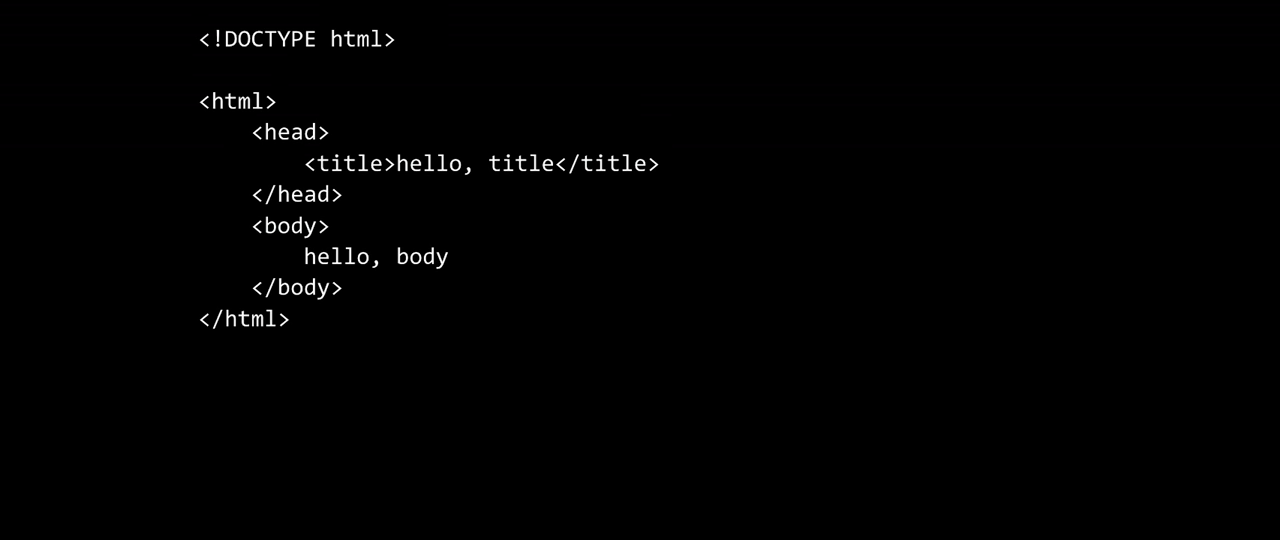 <!DOCTYPE html>
<html>
<head>
<title>hello, title</title>
</head>
<body>
hello, body
</body>
</html>